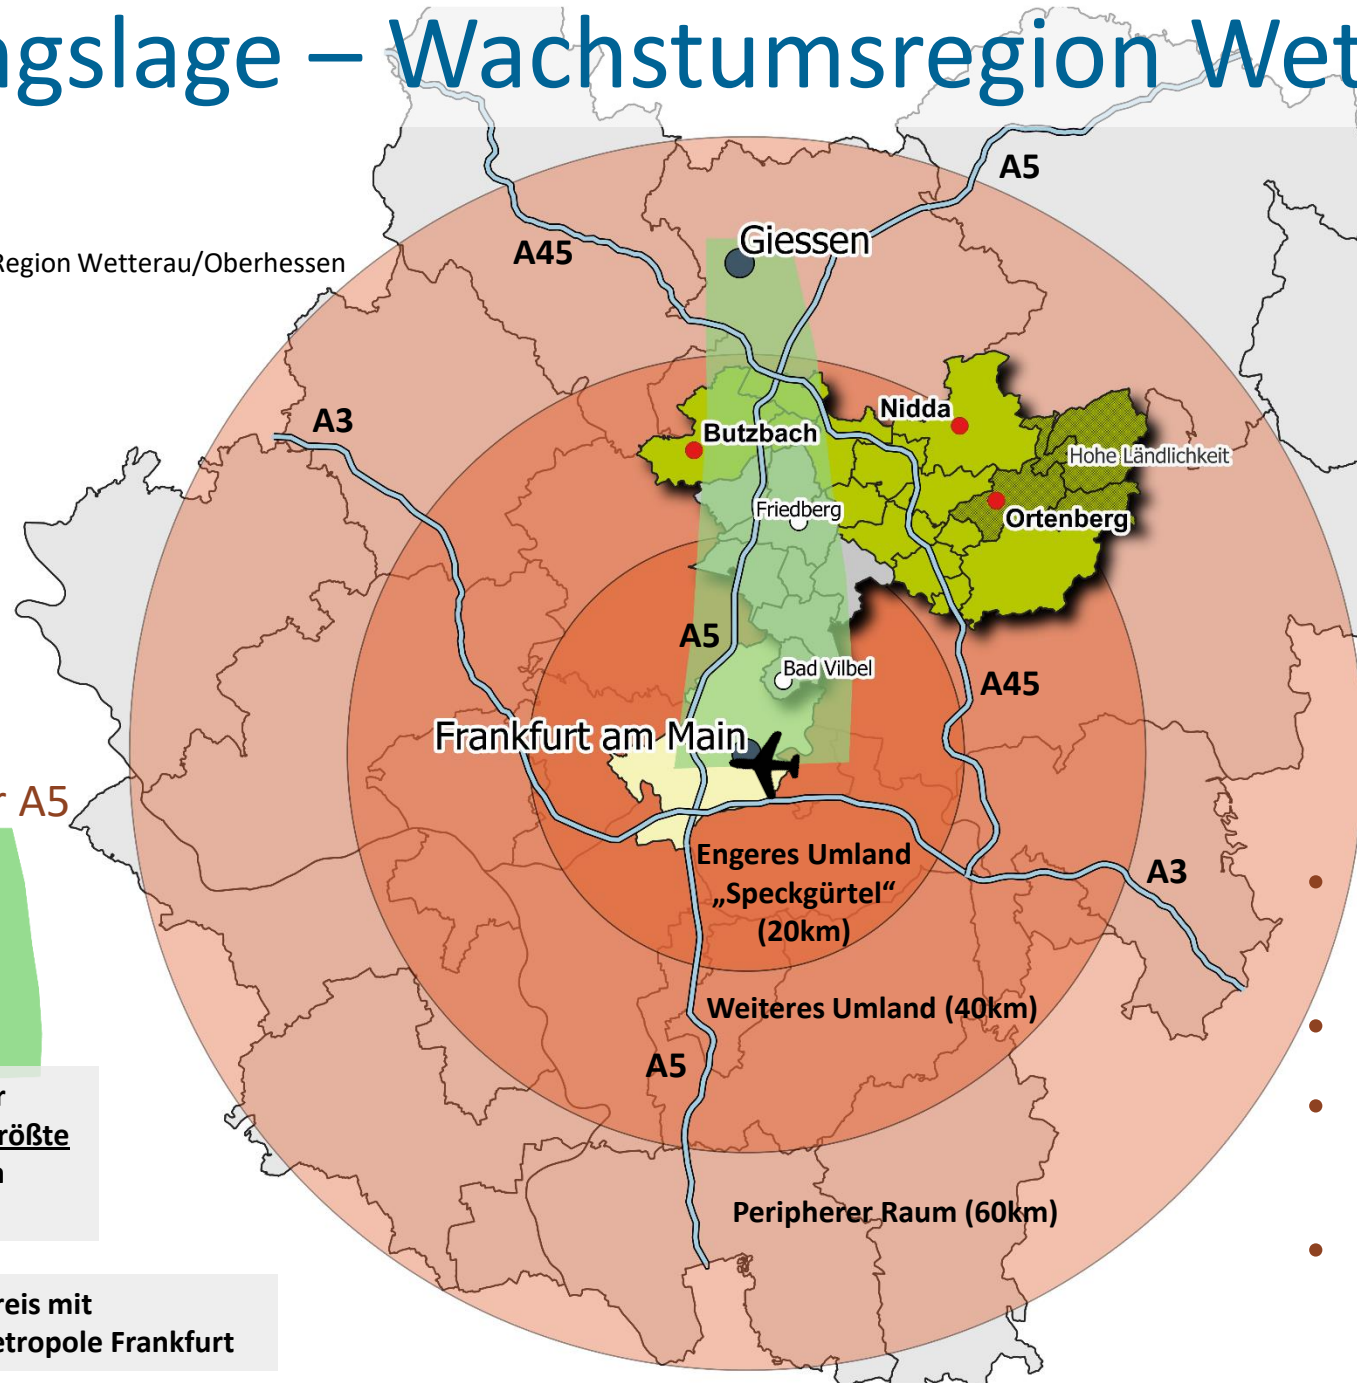 ngslage – Wachstumsregion Wet
A5
A45
Giessen
Region Wetterau/Oberhessen
A3
Nidda
Butzbach
Hohe Ländlichkeit
Friedberg
Ortenberg
A5
Bad Vilbel
A45
Frankfurt am Main
r A5
Engeres Umland
„Speckgürtel“
(20km)
A3
Weiteres Umland (40km)
A5
r
rößte
n
Peripherer Raum (60km)
reis mit
etropole Frankfurt